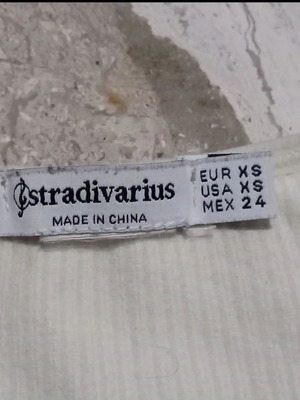 stradivarius
MADE IN CHINA
EUR XS
USA XS
MEX 24